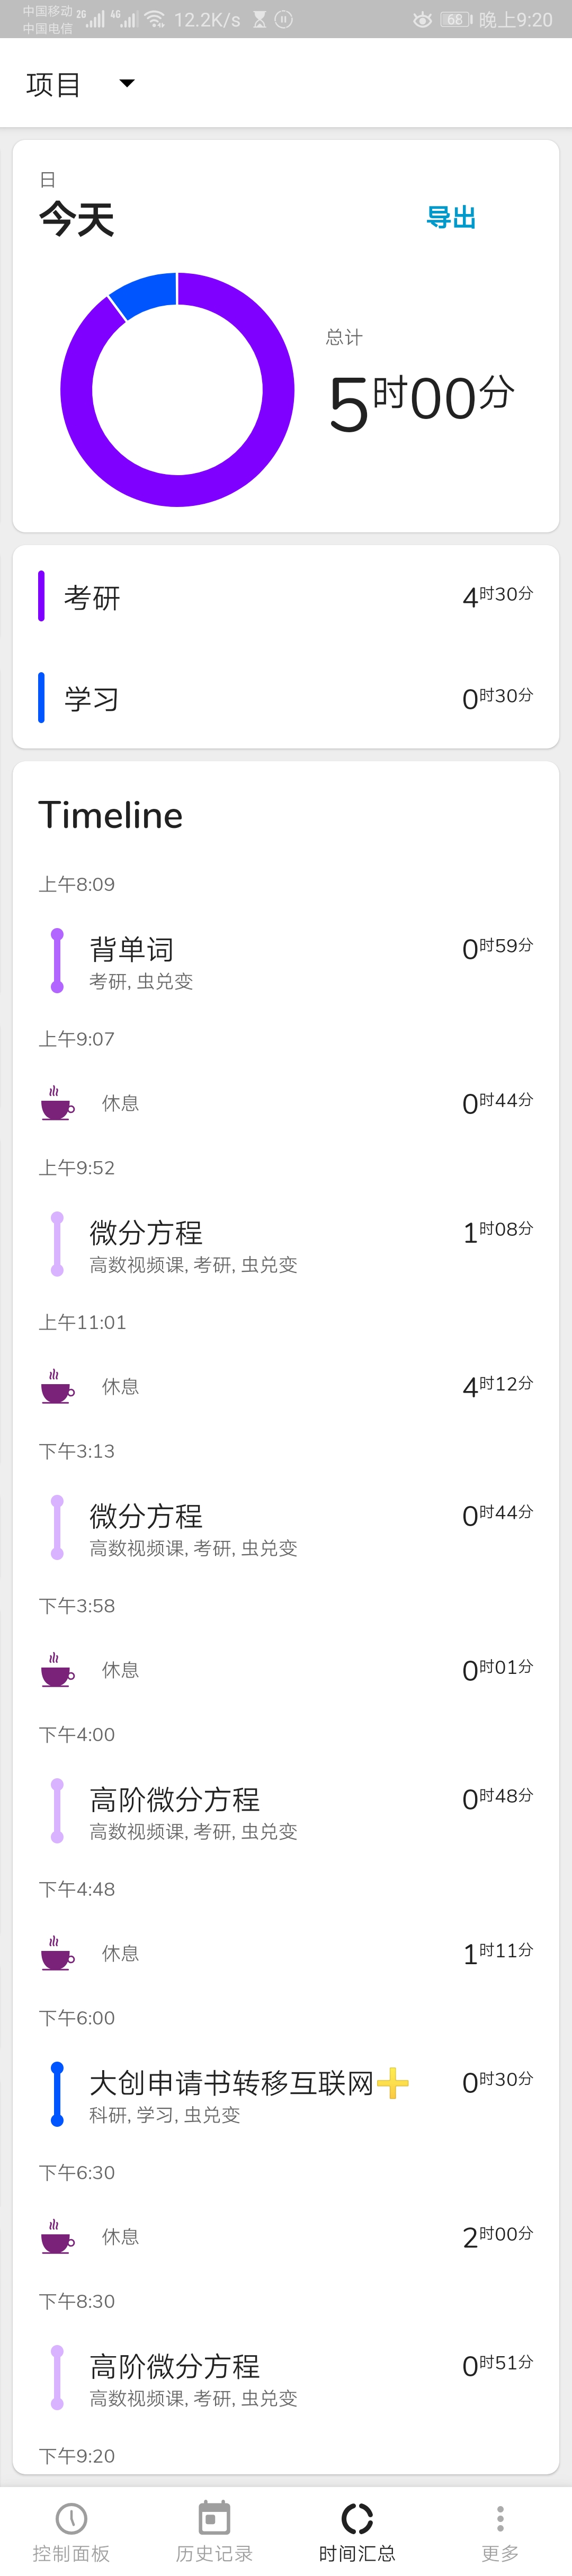 中国移动 2G 4G 12.2K/s 68 晚上9:20
中国电信
项目
日
今天
导出
总计
5时00分
考研 4时30分
学习 0时30分
Timeline
上午8:09
背单词 0时59分
考研, 虫兑变
上午9:07
休息 0时44分
上午9:52
微分方程 1时08分
高数视频课, 考研, 虫兑变
上午11:01
休息 4时12分
下午3:13
微分方程 0时44分
高数视频课, 考研, 虫兑变
下午3:58
休息 0时01分
下午4:00
高阶微分方程 0时48分
高数视频课, 考研, 虫兑变
下午4:48
休息 1时11分
下午6:00
大创申请书转移互联网➕ 0时30分
科研, 学习, 虫兑变
下午6:30
休息 2时00分
下午8:30
高阶微分方程 0时51分
高数视频课, 考研, 虫兑变
下午9:20
控制面板 历史记录 时间汇总 更多